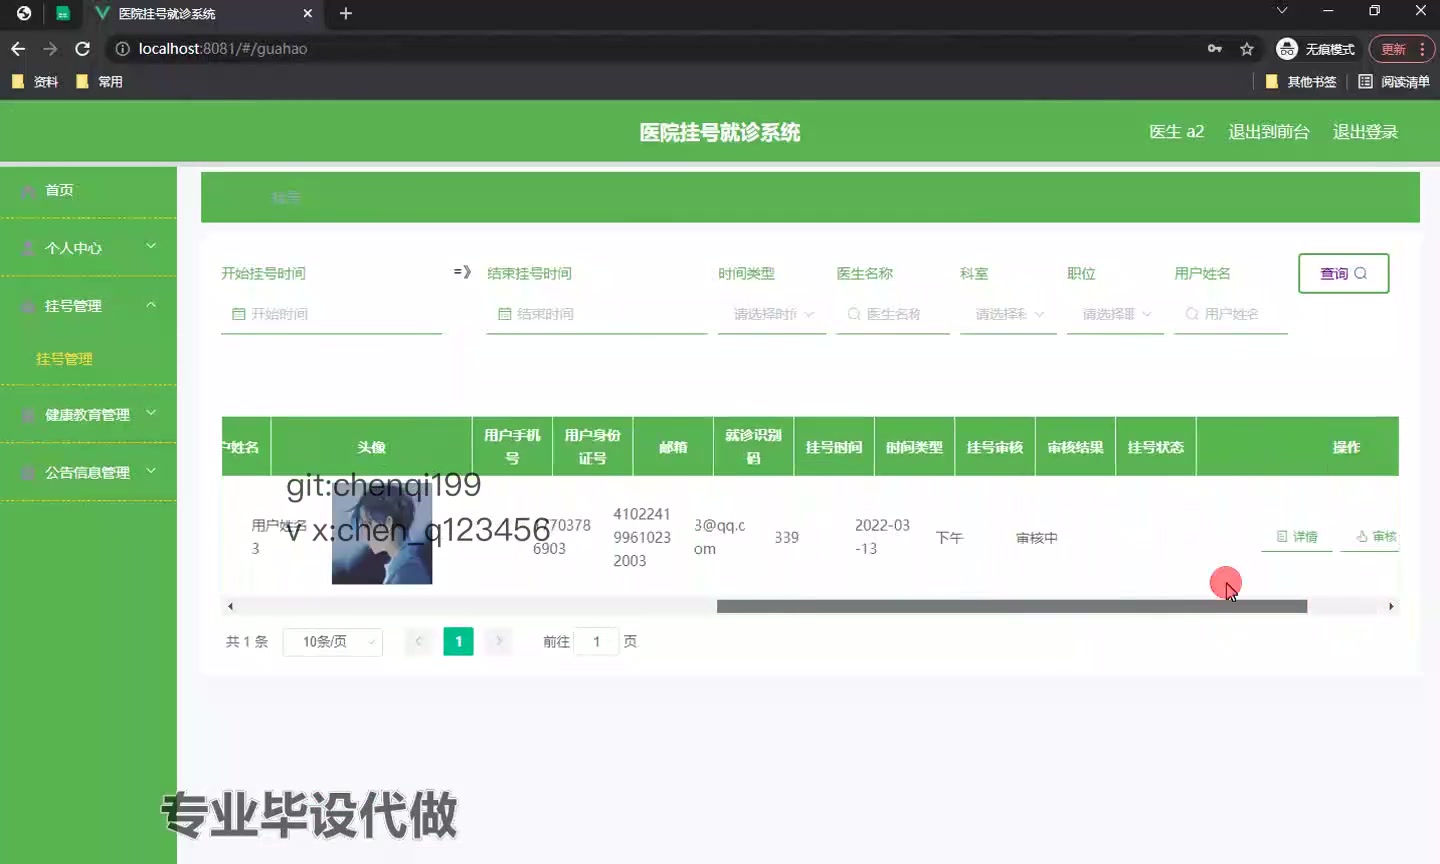 医院挂号就诊系统
localhost:8081/#/guahao
无痕模式
更新
资料
常用
其他书签
阅读清单
医院挂号就诊系统
医生 a2
退出到前台
退出登录
首页
个人中心
挂号管理
挂号管理
健康教育管理
公告信息管理
挂号
开始挂号时间
=》
结束挂号时间
时间类型
医生名称
科室
职位
用户姓名
查询
开始时间
结束时间
请选择时
医生名称
请选择
请选择
用户姓名
户姓名
头像
用户手机号
用户身份证号
邮箱
就诊识别码
挂号时间
时间类型
挂号审核
审核结果
挂号状态
操作
git:chenqi199
v x:chen_q123456
用户姓名
3
70378
6903
4102241
9961023
2003
3@qq.c
om
339
2022-03
-13
下午
审核中
详情
审核
共 1 条
10条/页
1
前往
1
页
专业毕设代做